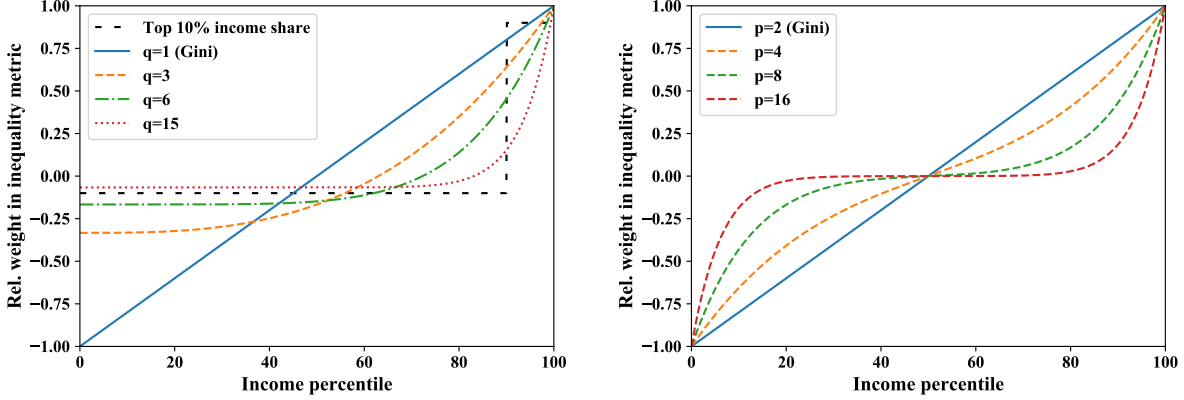 1.00
0.75
0.50
0.25
0.00
−0.25
−0.50
−0.75
−1.00
Rel. weight in inequality metric
Top 10% income share
q=1 (Gini)
q=3
q=6
q=15
0 20 40 60 80 100
Income percentile
1.00
0.75
0.50
0.25
0.00
−0.25
−0.50
−0.75
−1.00
Rel. weight in inequality metric
p=2 (Gini)
p=4
p=8
p=16
0 20 40 60 80 100
Income percentile